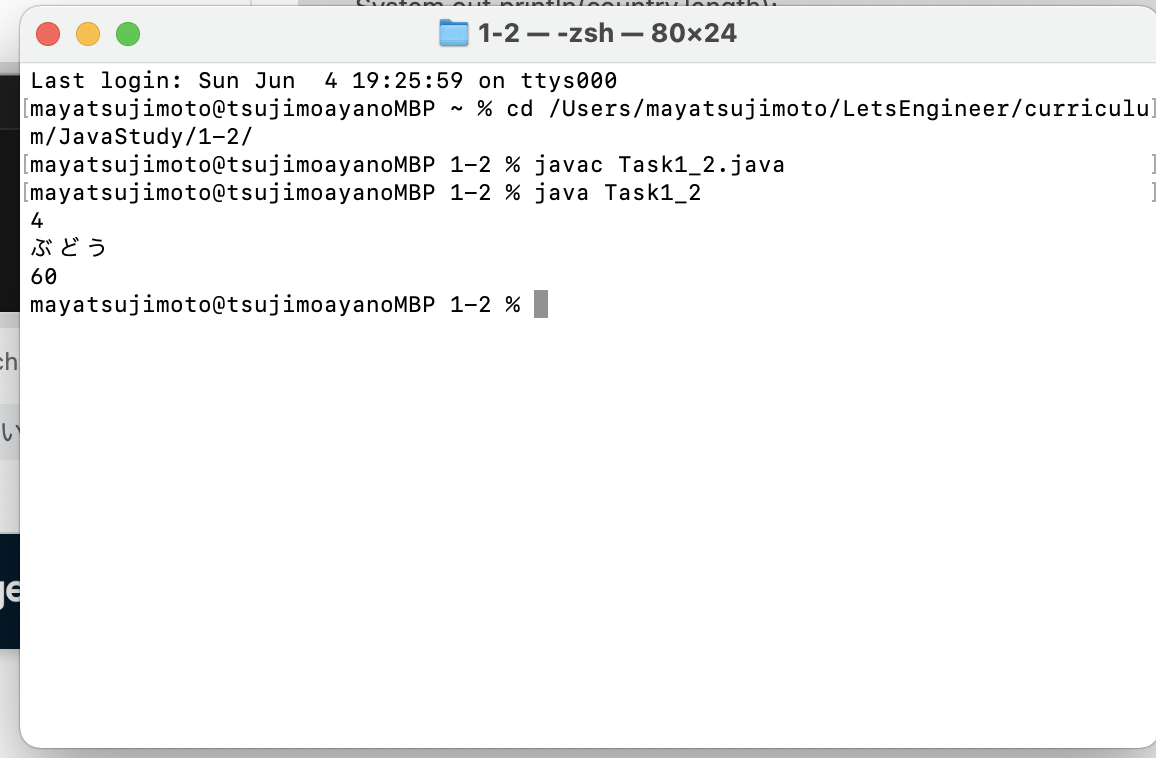 System.out.println(country.length);
1-2 — -zsh — 80×24
Last login: Sun Jun  4 19:25:59 on ttys000
[mayatsujimoto@tsujimoayanoMBP ~ % cd /Users/mayatsujimoto/LetsEngineer/curriculu]
m/JavaStudy/1-2/
[mayatsujimoto@tsujimoayanoMBP 1-2 % javac Task1_2.java ]
[mayatsujimoto@tsujimoayanoMBP 1-2 % java Task1_2 ]
4
ぶどう
60
mayatsujimoto@tsujimoayanoMBP 1-2 %
ch
い
ge